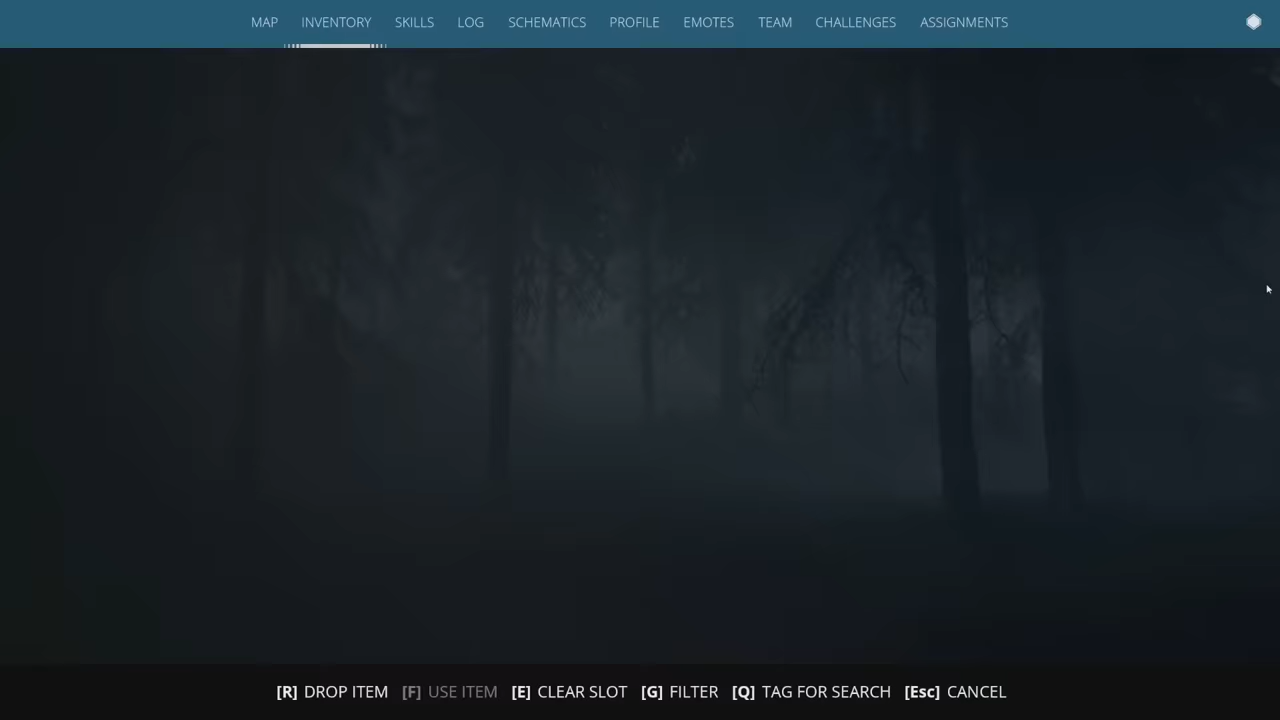 MAP INVENTORY SKILLS LOG SCHEMATICS PROFILE EMOTES TEAM CHALLENGES ASSIGNMENTS
[R] DROP ITEM [F] USE ITEM [E] CLEAR SLOT [G] FILTER [Q] TAG FOR SEARCH [Esc] CANCEL